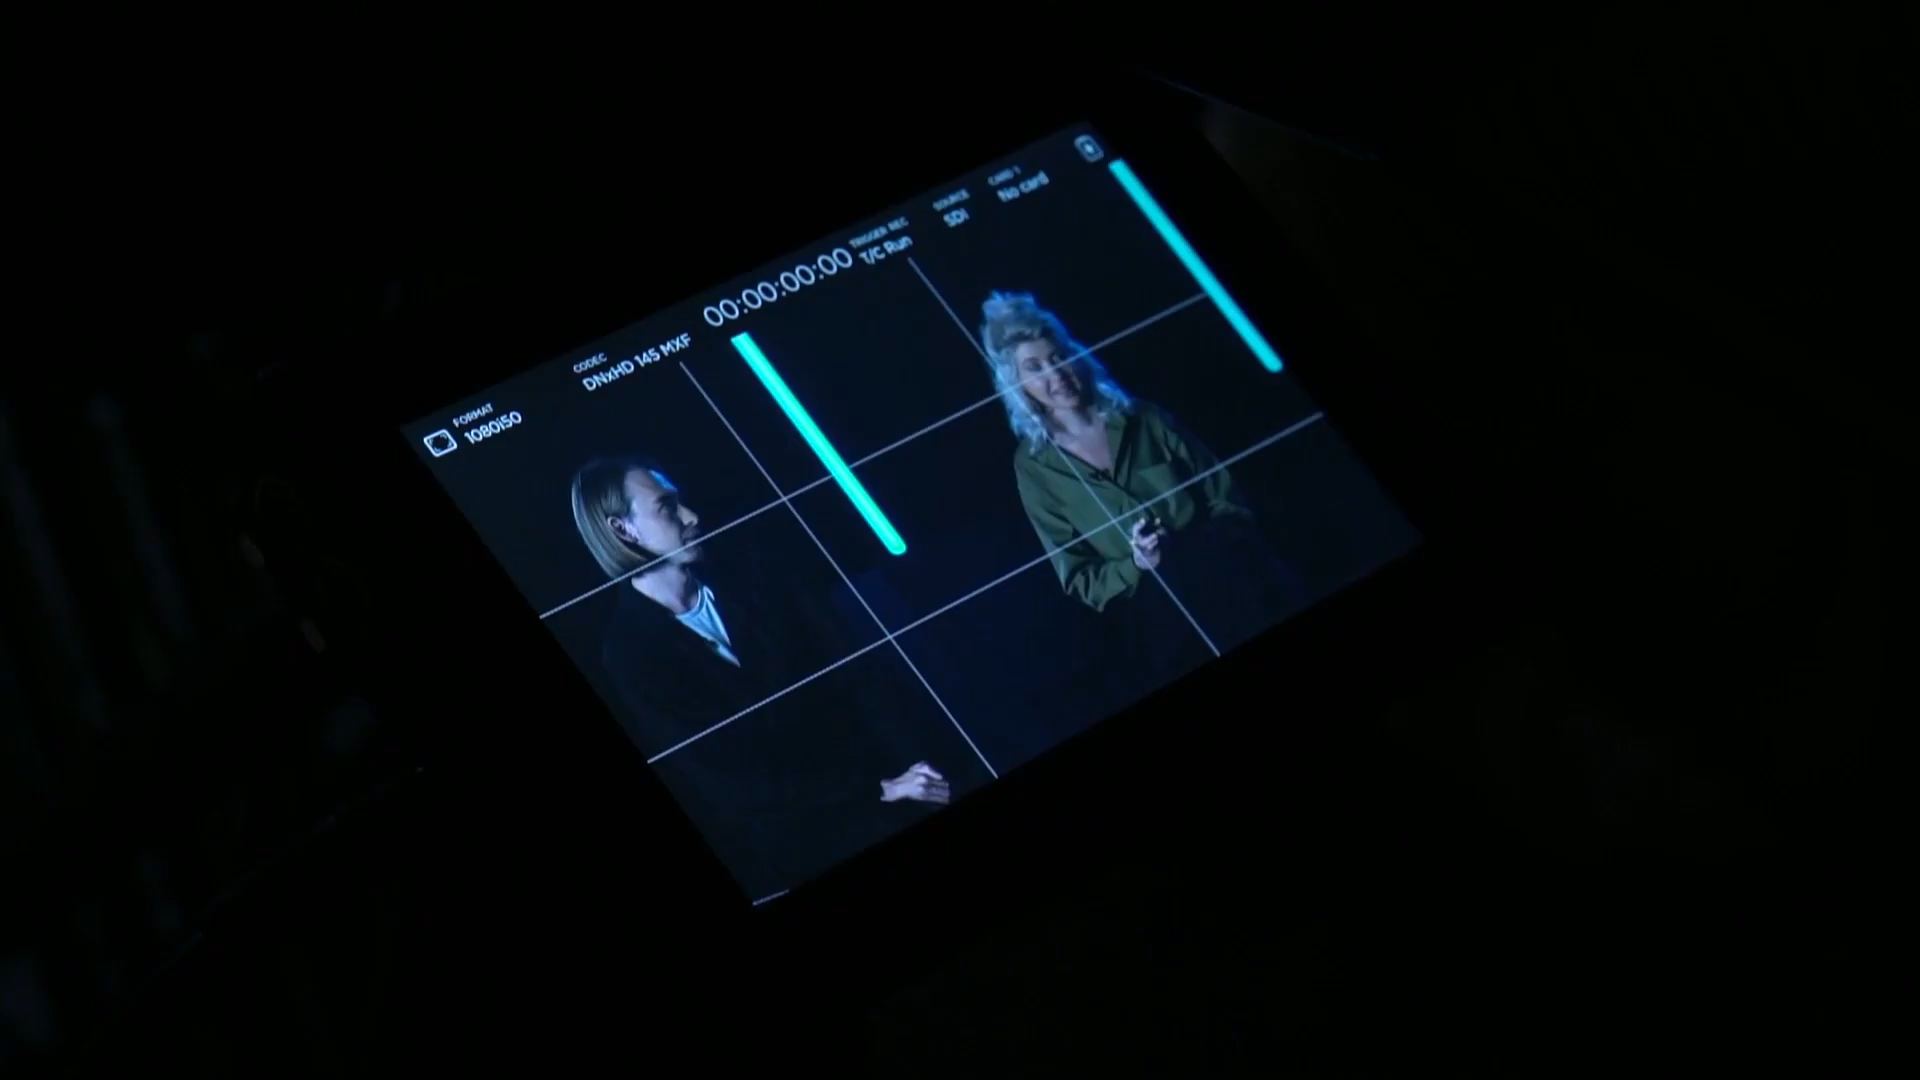 FORMAT
1080i50
CODEC
DNxHD 145 MXF
00:00:00:00
TRIGGER REC
T/C Run
SOURCE
SDI
CARD 1
No card